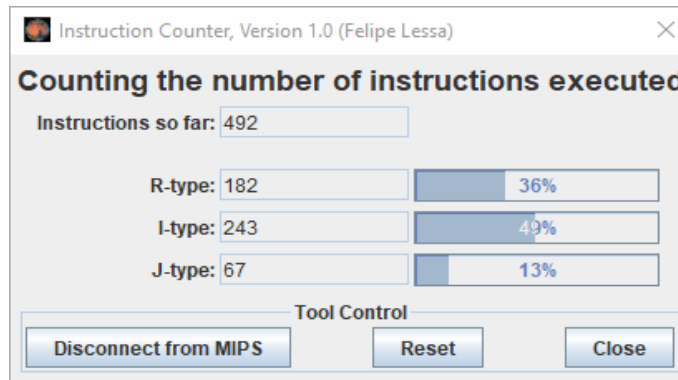 Instruction Counter, Version 1.0 (Felipe Lessa)
Counting the number of instructions executed
Instructions so far: 492
R-type: 182 36%
I-type: 243 49%
J-type: 67 13%
Tool Control
Disconnect from MIPS Reset Close